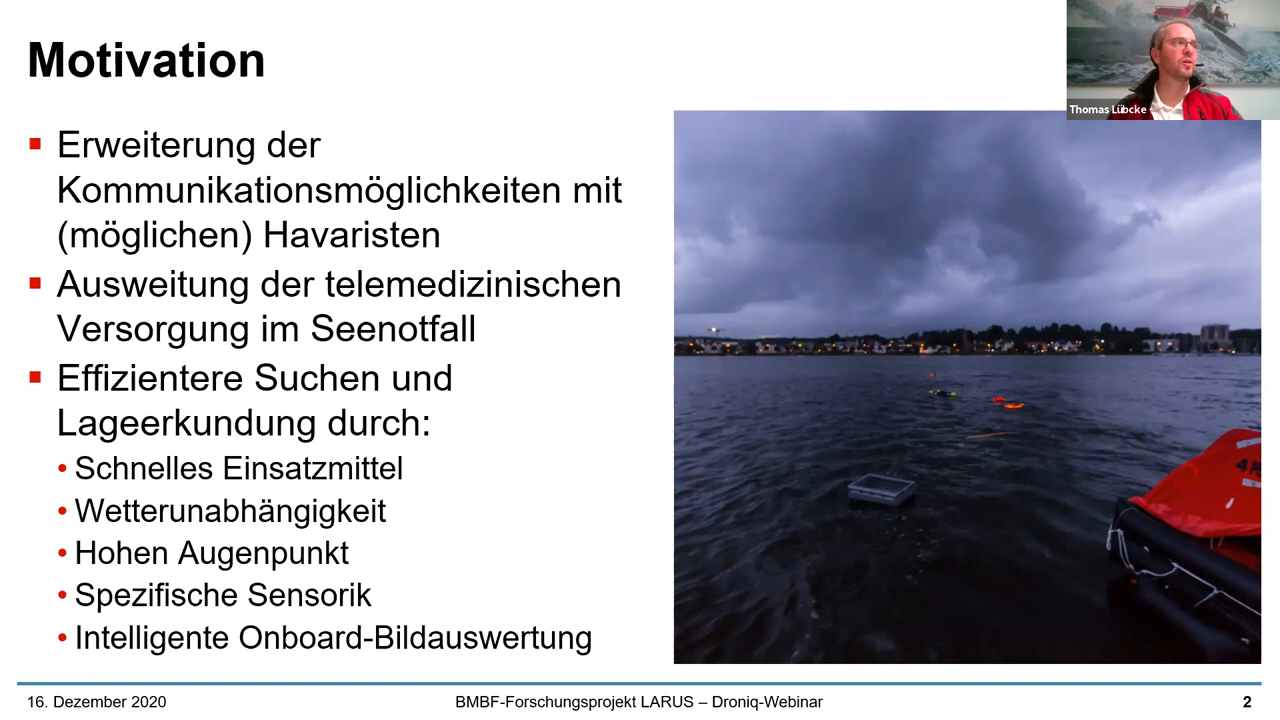 Motivation
Thomas Lübcke
Erweiterung der
Kommunikationsmöglichkeiten mit
(möglichen) Havaristen
Ausweitung der telemedizinischen
Versorgung im Seenotfall
Effizientere Suchen und
Lageerkundung durch:
Schnelles Einsatzmittel
Wetterunabhängigkeit
Hohen Augenpunkt
Spezifische Sensorik
Intelligente Onboard-Bildauswertung
16. Dezember 2020
BMBF-Forschungsprojekt LARUS – Droniq-Webinar
2